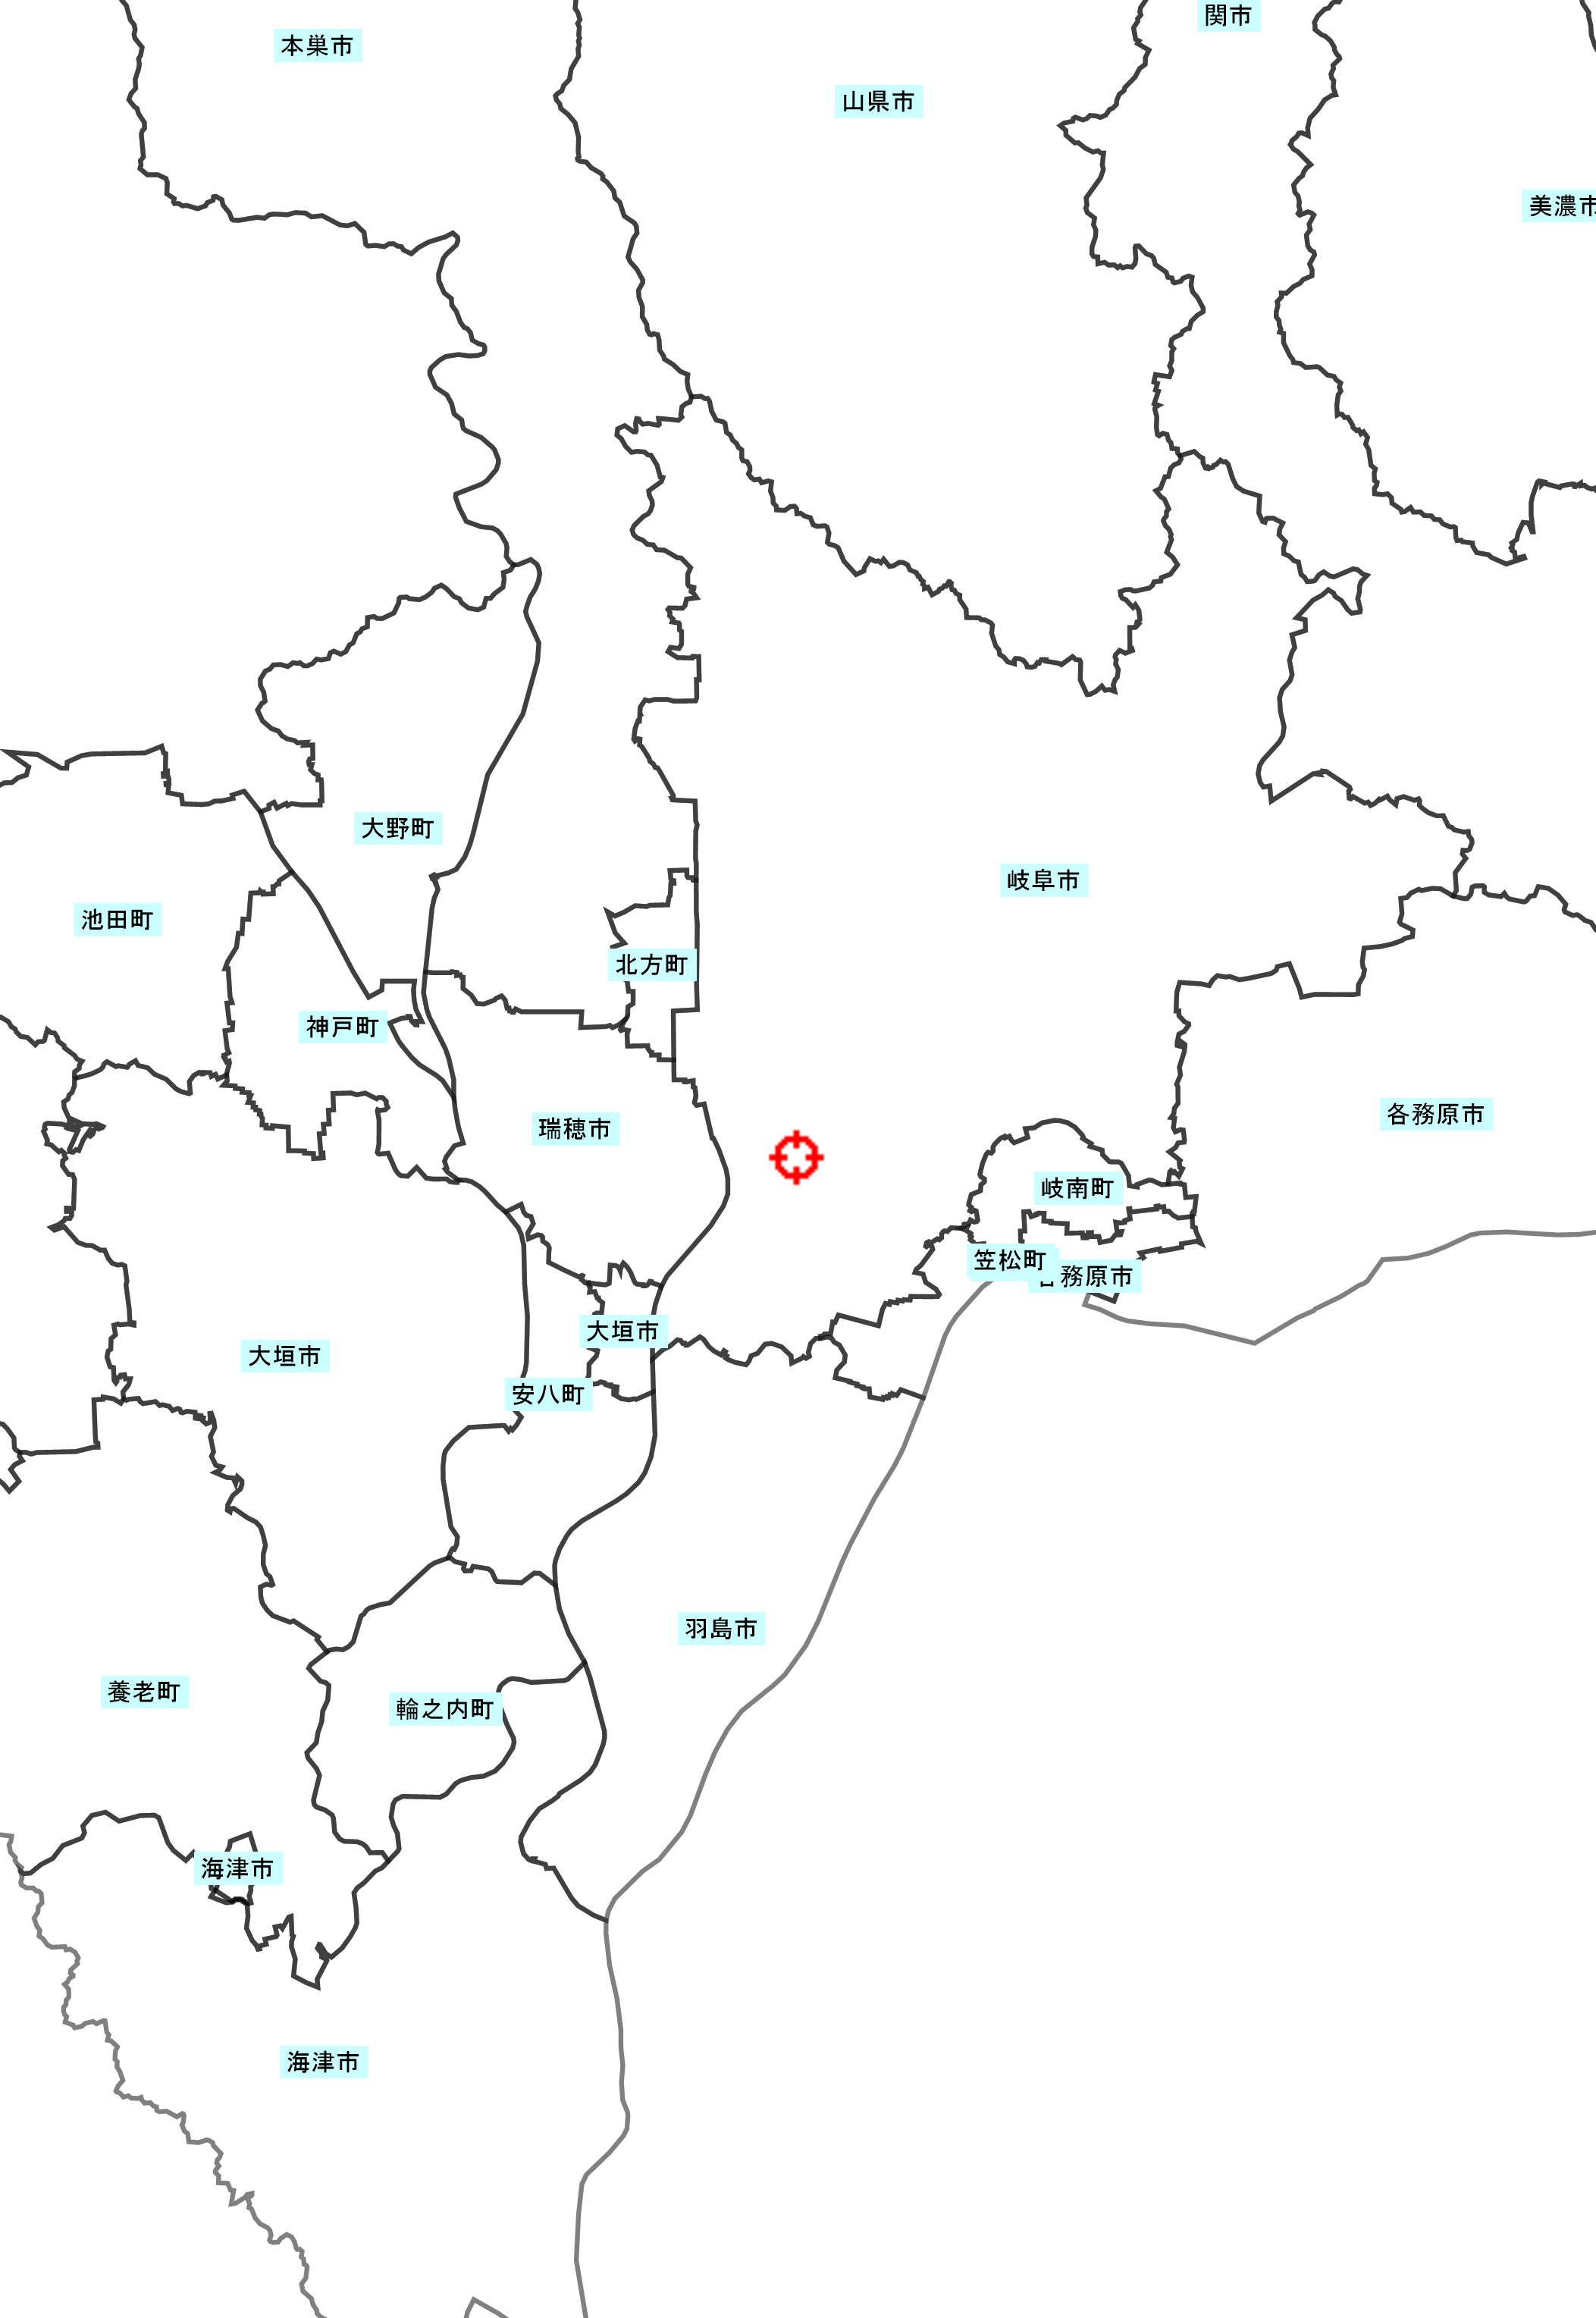 関市
本巣市
山県市
美濃市
大野町
岐阜市
池田町
北方町
神戸町
各務原市
瑞穂市
岐南町
笠松町
務原市
大垣市
大垣市
安八町
羽島市
養老町
輪之内町
海津市
海津市